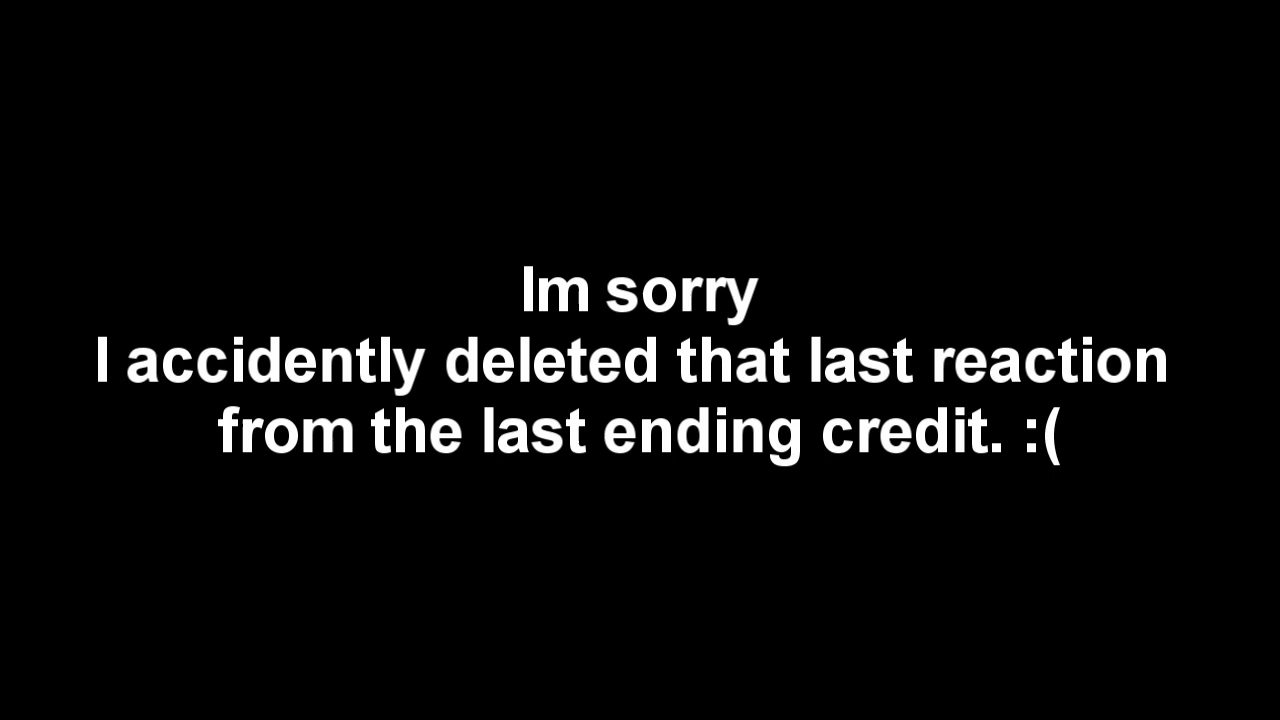 Im sorry
I accidently deleted that last reaction
from the last ending credit. :(